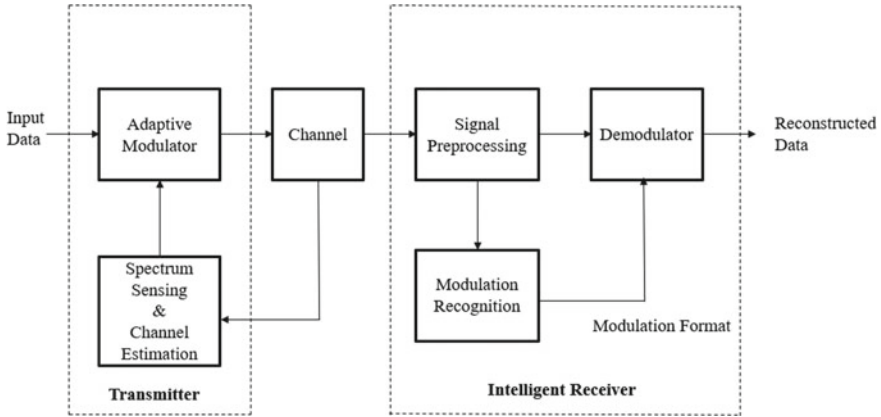 Input
Data
Adaptive
Modulator
Channel
Signal
Preprocessing
Demodulator
Reconstructed
Data
Spectrum
Sensing
&
Channel
Estimation
Modulation
Recognition
Modulation Format
Transmitter
Intelligent Receiver